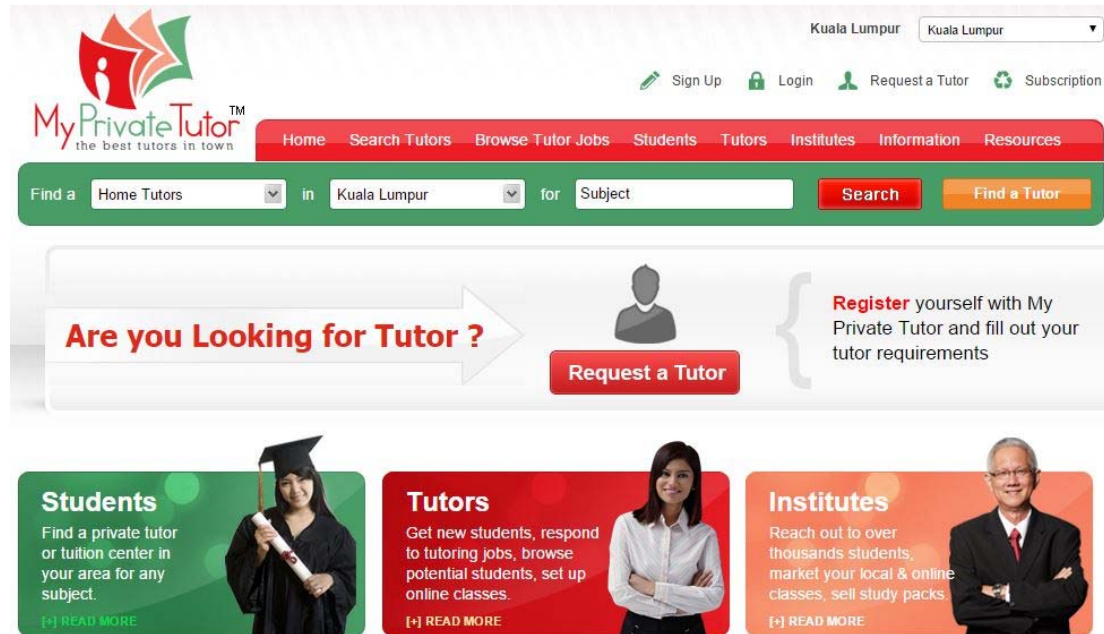 Kuala Lumpur Kuala Lumpur
Sign Up Login Request a Tutor Subscription
MyPrivateTutor™
the best tutors in town
Home Search Tutors Browse Tutor Jobs Students Tutors Institutes Information Resources
Find a Home Tutors in Kuala Lumpur for Subject Search Find a Tutor
Are you Looking for Tutor ?
Request a Tutor
Register yourself with My
Private Tutor and fill out your
tutor requirements
Students
Find a private tutor
or tuition center in
your area for any
subject.
[+] READ MORE
Tutors
Get new students, respond
to tutoring jobs, browse
potential students, set up
online classes.
[+] READ MORE
Institutes
Reach out to over
thousands students,
market your local & online
classes, sell study packs.
[+] READ MORE